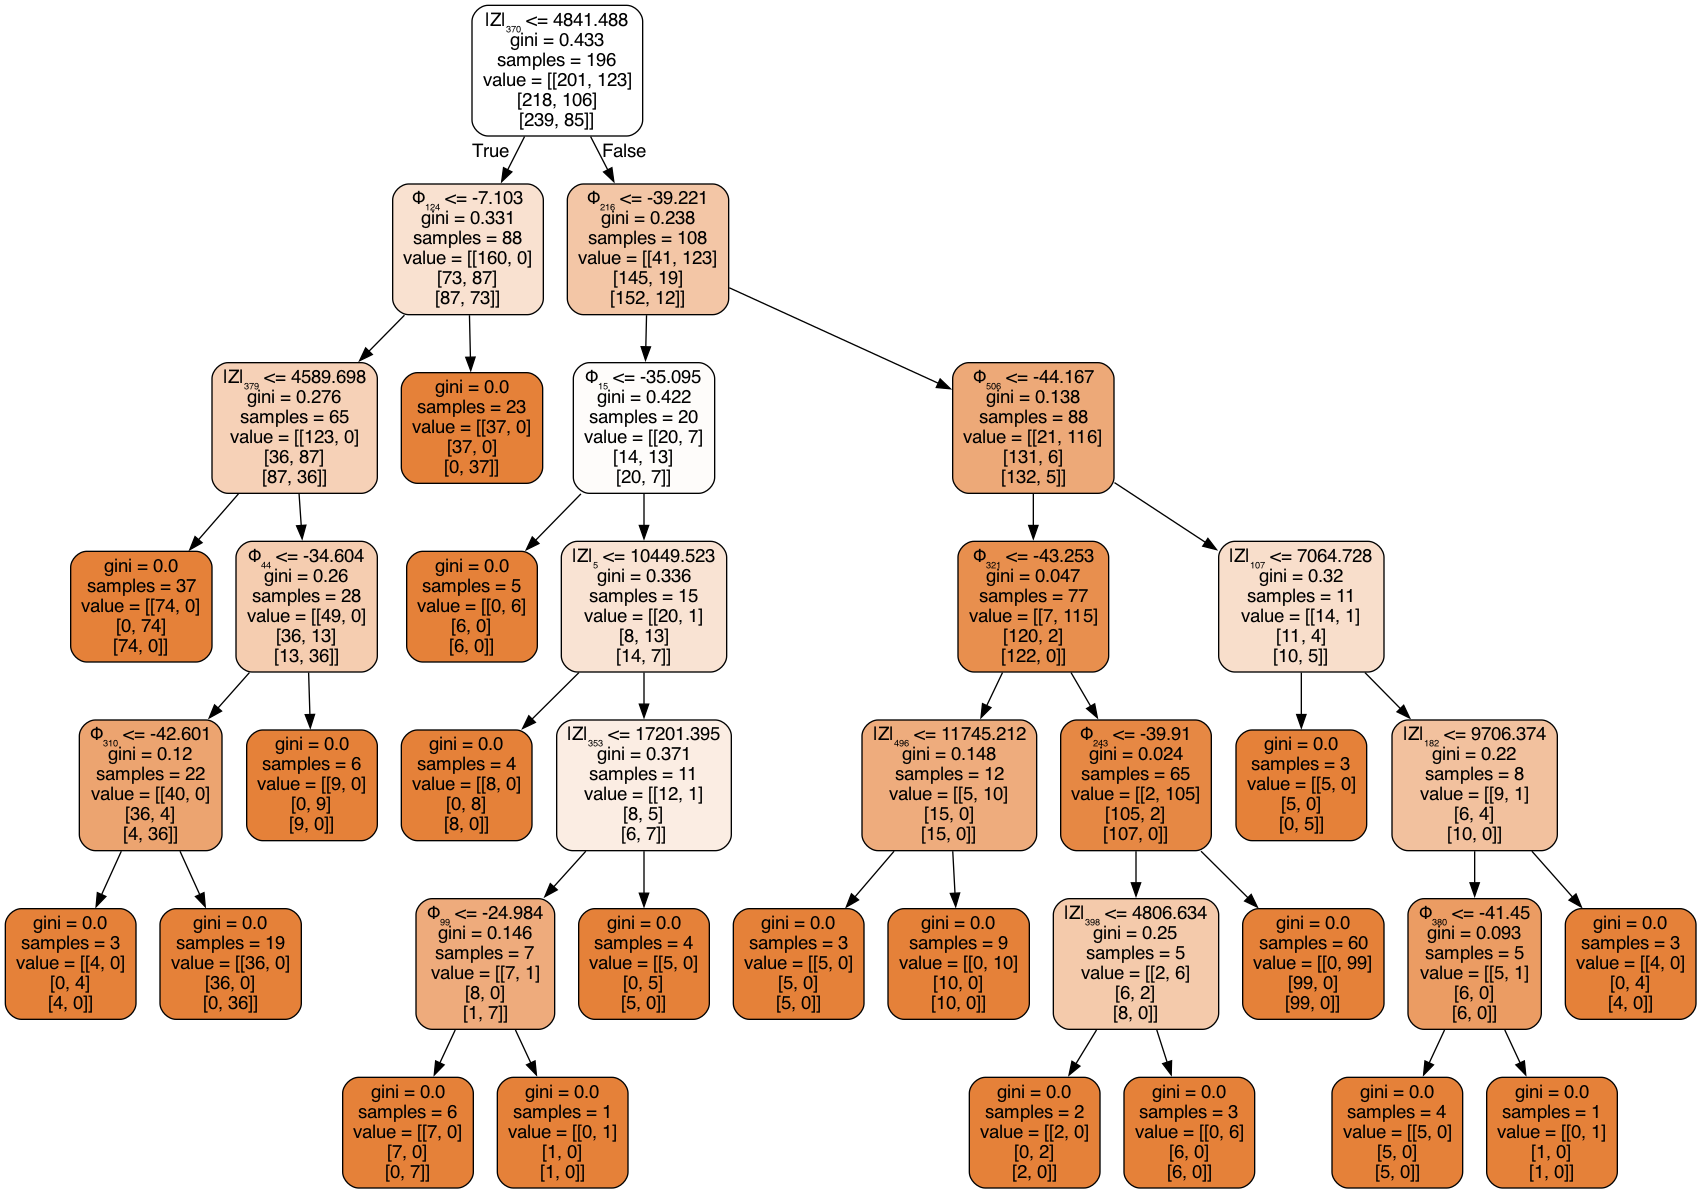 |Z|₃₇₀ <= 4841.488
gini = 0.433
samples = 196
value = [[201, 123]
[218, 106]
[239, 85]]
True
False
Φ₁₂₄ <= -7.103
gini = 0.331
samples = 88
value = [[160, 0]
[73, 87]
[87, 73]]
Φ₂₁₆ <= -39.221
gini = 0.238
samples = 108
value = [[41, 123]
[145, 19]
[152, 12]]
|Z|₃₇₉ <= 4589.698
gini = 0.276
samples = 65
value = [[123, 0]
[36, 87]
[87, 36]]
gini = 0.0
samples = 23
value = [[37, 0]
[37, 0]
[0, 37]]
Φ₁₅ <= -35.095
gini = 0.422
samples = 20
value = [[20, 7]
[14, 13]
[20, 7]]
Φ₅₀₆ <= -44.167
gini = 0.138
samples = 88
value = [[21, 116]
[131, 6]
[132, 5]]
gini = 0.0
samples = 37
value = [[74, 0]
[0, 74]
[74, 0]]
Φ₄₄ <= -34.604
gini = 0.26
samples = 28
value = [[49, 0]
[36, 13]
[13, 36]]
gini = 0.0
samples = 5
value = [[0, 6]
[6, 0]
[6, 0]]
|Z|₅ <= 10449.523
gini = 0.336
samples = 15
value = [[20, 1]
[8, 13]
[14, 7]]
Φ₃₂₁ <= -43.253
gini = 0.047
samples = 77
value = [[7, 115]
[120, 2]
[122, 0]]
|Z|₁₀₇ <= 7064.728
gini = 0.32
samples = 11
value = [[14, 1]
[11, 4]
[10, 5]]
Φ₃₁₀ <= -42.601
gini = 0.12
samples = 22
value = [[40, 0]
[36, 4]
[4, 36]]
gini = 0.0
samples = 6
value = [[9, 0]
[0, 9]
[9, 0]]
gini = 0.0
samples = 4
value = [[8, 0]
[0, 8]
[8, 0]]
|Z|₃₅₃ <= 17201.395
gini = 0.371
samples = 11
value = [[12, 1]
[8, 5]
[6, 7]]
|Z|₄₉₆ <= 11745.212
gini = 0.148
samples = 12
value = [[5, 10]
[15, 0]
[15, 0]]
Φ₂₄₃ <= -39.91
gini = 0.024
samples = 65
value = [[2, 105]
[105, 2]
[107, 0]]
gini = 0.0
samples = 3
value = [[5, 0]
[5, 0]
[0, 5]]
|Z|₁₈₂ <= 9706.374
gini = 0.22
samples = 8
value = [[9, 1]
[6, 4]
[10, 0]]
gini = 0.0
samples = 3
value = [[4, 0]
[0, 4]
[4, 0]]
gini = 0.0
samples = 19
value = [[36, 0]
[36, 0]
[0, 36]]
Φ₉₉ <= -24.984
gini = 0.146
samples = 7
value = [[7, 1]
[8, 0]
[1, 7]]
gini = 0.0
samples = 4
value = [[5, 0]
[0, 5]
[5, 0]]
gini = 0.0
samples = 3
value = [[5, 0]
[5, 0]
[5, 0]]
gini = 0.0
samples = 9
value = [[0, 10]
[10, 0]
[10, 0]]
|Z|₃₉₈ <= 4806.634
gini = 0.25
samples = 5
value = [[2, 6]
[6, 2]
[8, 0]]
gini = 0.0
samples = 60
value = [[0, 99]
[99, 0]
[99, 0]]
Φ₃₈₀ <= -41.45
gini = 0.093
samples = 5
value = [[5, 1]
[6, 0]
[6, 0]]
gini = 0.0
samples = 3
value = [[4, 0]
[0, 4]
[4, 0]]
gini = 0.0
samples = 6
value = [[7, 0]
[7, 0]
[0, 7]]
gini = 0.0
samples = 1
value = [[0, 1]
[1, 0]
[1, 0]]
gini = 0.0
samples = 2
value = [[2, 0]
[0, 2]
[2, 0]]
gini = 0.0
samples = 3
value = [[0, 6]
[6, 0]
[6, 0]]
gini = 0.0
samples = 4
value = [[5, 0]
[5, 0]
[5, 0]]
gini = 0.0
samples = 1
value = [[0, 1]
[1, 0]
[1, 0]]